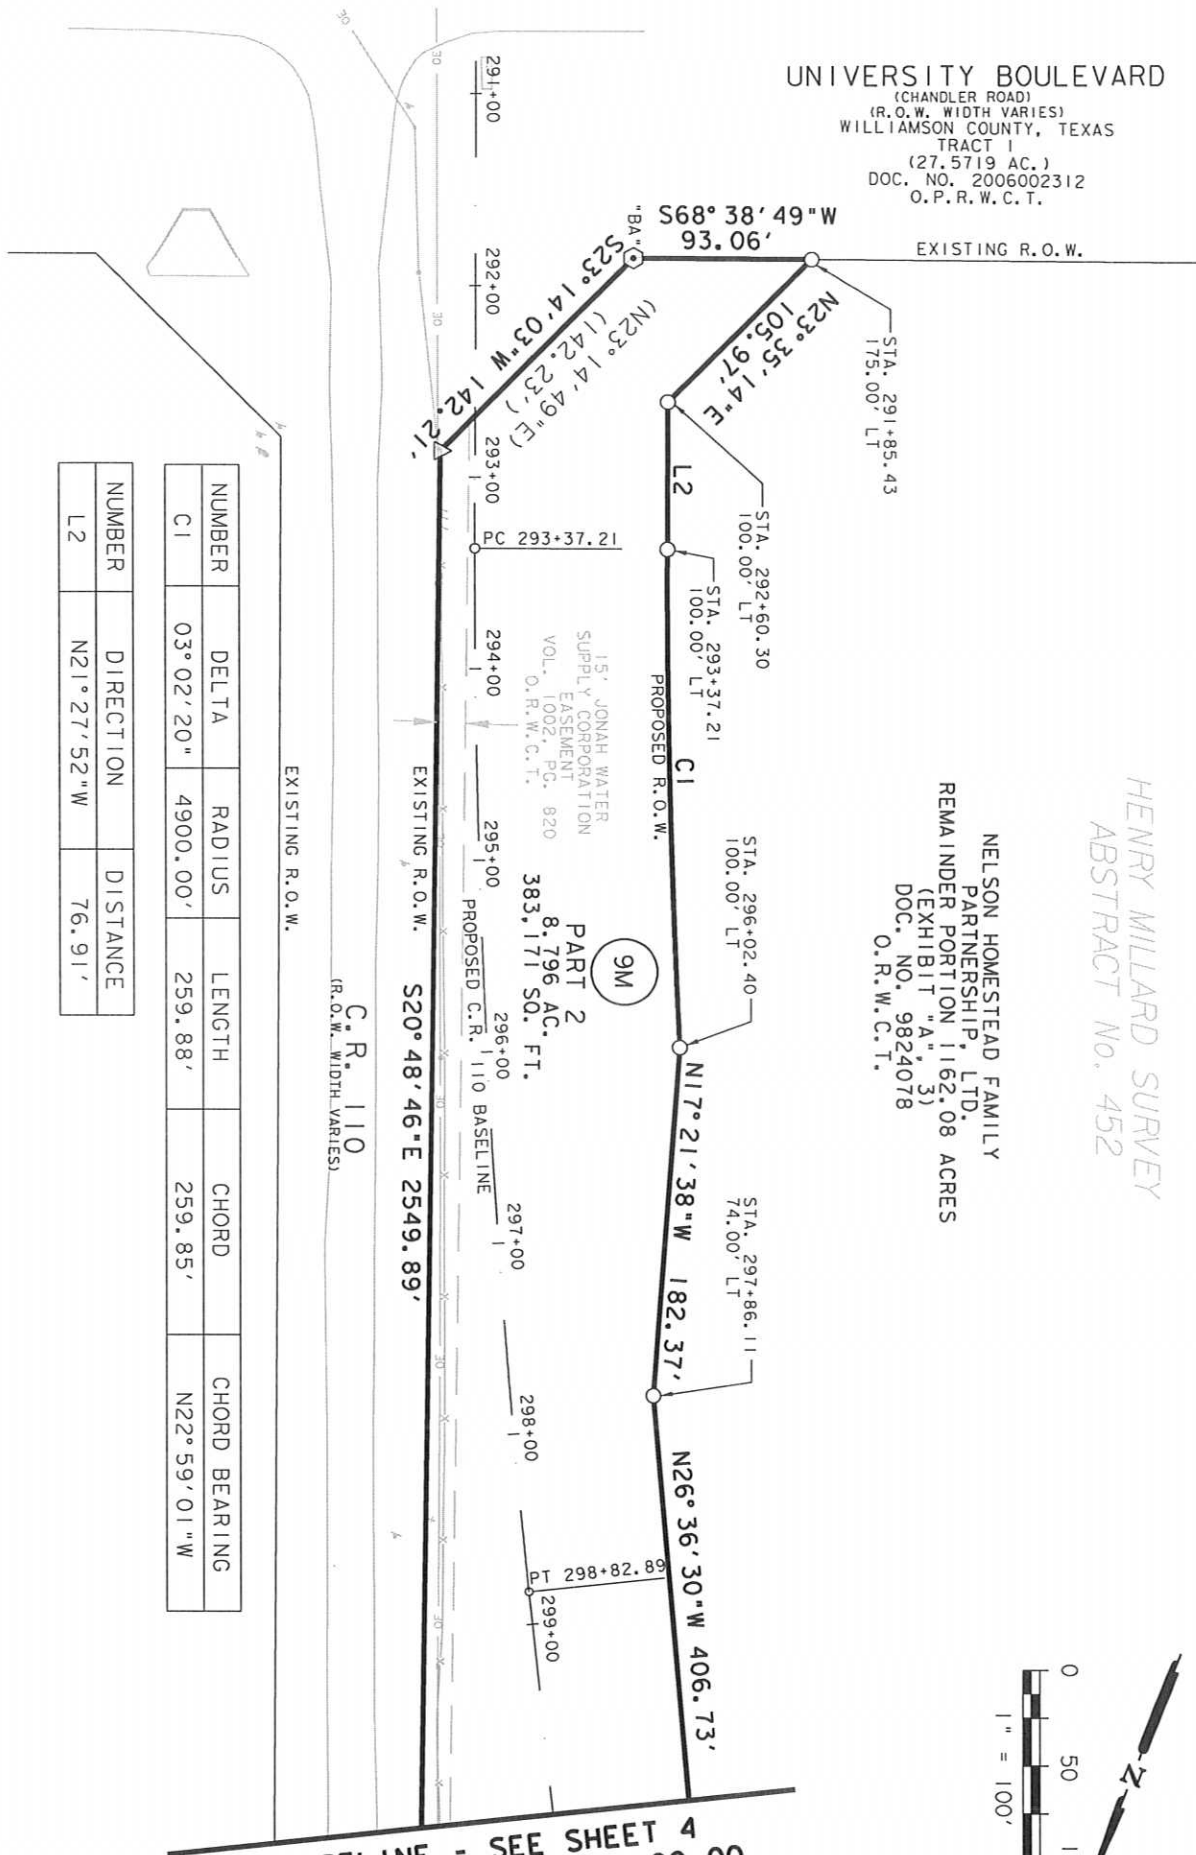 UNIVERSITY BOULEVARD
(CHANDLER ROAD)
(R.O.W. WIDTH VARIES)
WILLIAMSON COUNTY, TEXAS
TRACT 1
(27.5719 AC.)
DOC. NO. 2006002312
O.P.R.W.C.T.
S68°38'49"W
93.06'
EXISTING R.O.W.
"BA"
S23°14'03"W 142.21'
(N23°14'49"E)
(142.23')
N23°35'14"E
105.97'
STA. 291+85.43
175.00' LT
STA. 292+60.30
100.00' LT
STA. 293+37.21
100.00' LT
STA. 296+02.40
100.00' LT
STA. 297+86.11
74.00' LT
L2
C1
PROPOSED R.O.W.
N17°21'38"W 182.37'
N26°36'30"W 406.73'
HENRY MILLARD SURVEY
ABSTRACT No. 452
NELSON HOMESTEAD FAMILY
PARTNERSHIP, LTD.
REMAINDER PORTION 1162.08 ACRES
(EXHIBIT "A", 3)
DOC. NO. 9824078
O.R.W.C.T.
9M
PART 2
8.796 AC.
383,171 SQ. FT.
15' JONAH WATER
SUPPLY CORPORATION
EASEMENT
VOL. 1002, PG. 820
O.R.W.C.T.
291+00
292+00
293+00
PC 293+37.21
294+00
295+00
296+00
297+00
298+00
PT 298+82.89
299+00
PROPOSED C.R. 110 BASELINE
EXISTING R.O.W.
S20°48'46"E 2549.89'
C.R. 110
(R.O.W. WIDTH VARIES)
EXISTING R.O.W.
30
30
30
30
30
30
30
NUMBER DELTA RADIUS LENGTH CHORD CHORD BEARING
C1 03°02'20" 4900.00' 259.88' 259.85' N22°59'01"W
NUMBER DIRECTION DISTANCE
L2 N21°27'52"W 76.91'
0 50
1" = 100'
N
- SEE SHEET 4